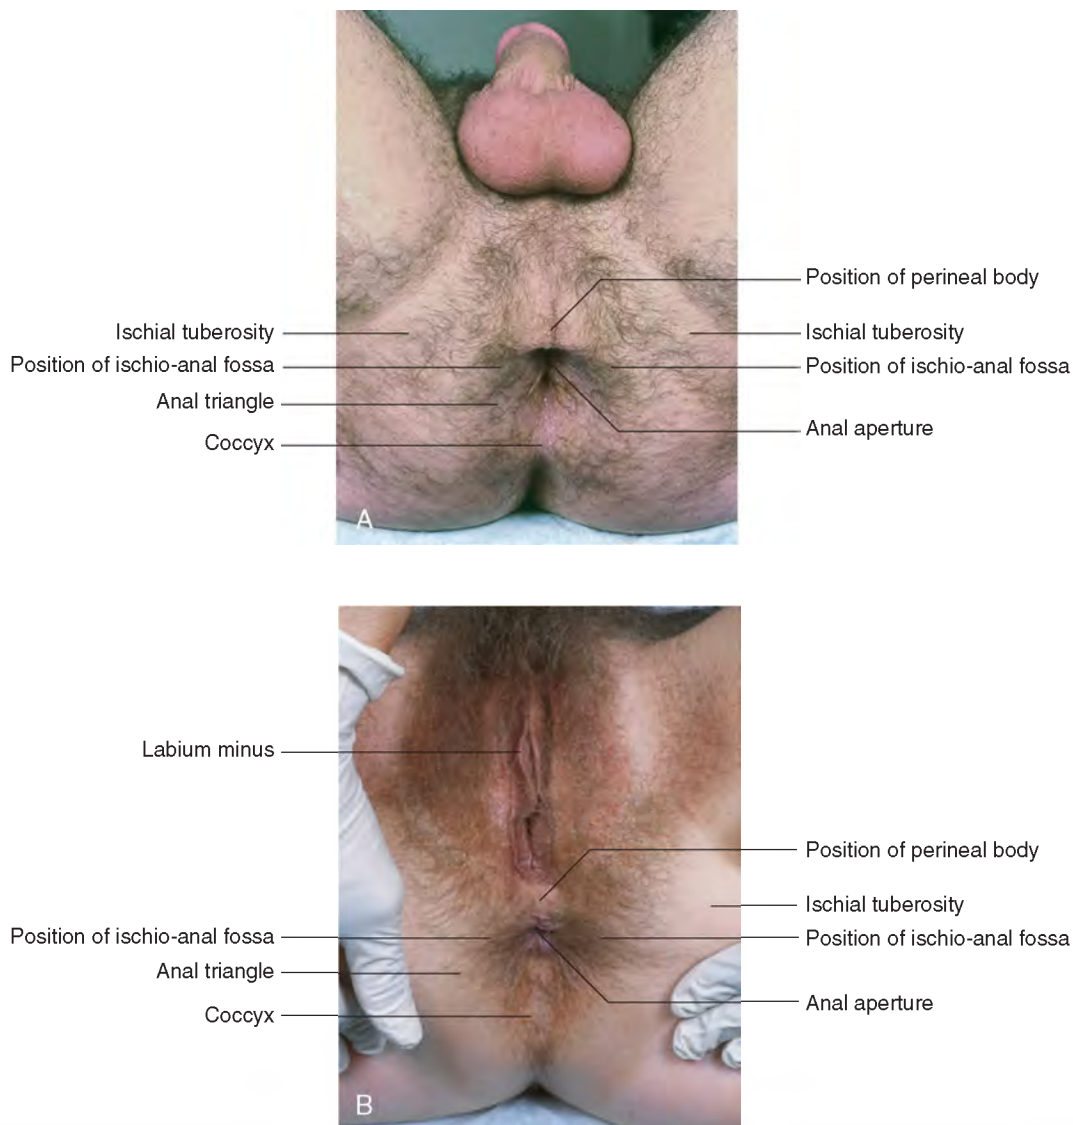 Position of perineal body
Ischial tuberosity
Ischial tuberosity
Position of ischio-anal fossa
Position of ischio-anal fossa
Anal triangle
Anal aperture
Coccyx
A
Labium minus
Position of perineal body
Ischial tuberosity
Position of ischio-anal fossa
Position of ischio-anal fossa
Anal triangle
Anal aperture
Coccyx
B